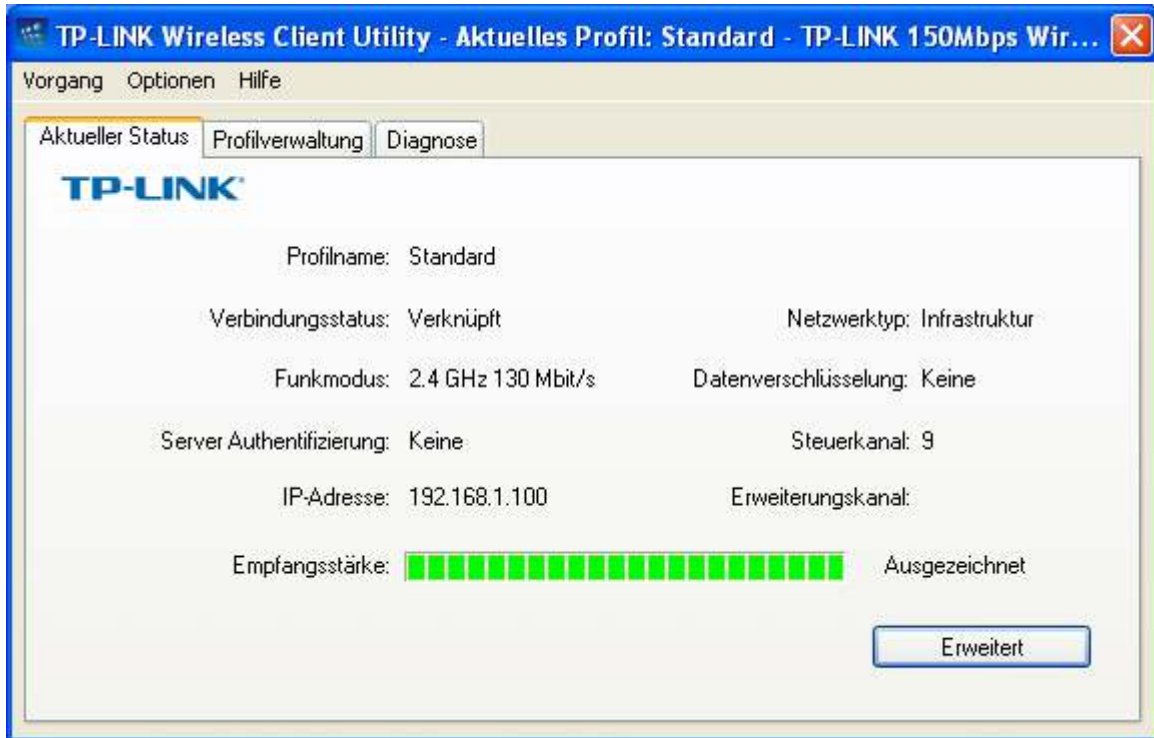 TP-LINK Wireless Client Utility - Aktuelles Profil: Standard - TP-LINK 150Mbps Wir...
Vorgang Optionen Hilfe
Aktueller Status Profilverwaltung Diagnose
TP-LINK
Profilname: Standard
Verbindungsstatus: Verknüpft Netzwerktyp: Infrastruktur
Funkmodus: 2.4 GHz 130 Mbit/s Datenverschlüsselung: Keine
Server Authentifizierung: Keine Steuerkanal: 9
IP-Adresse: 192.168.1.100 Erweiterungskanal:
Empfangsstärke: Ausgezeichnet
Erweitert